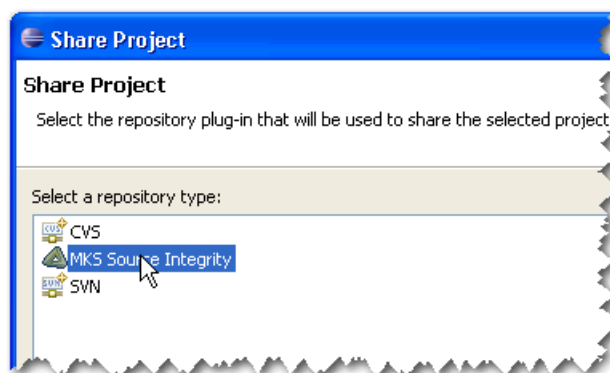 Share Project
Share Project
Select the repository plug-in that will be used to share the selected project
Select a repository type:
CVS
MKS Source Integrity
SVN